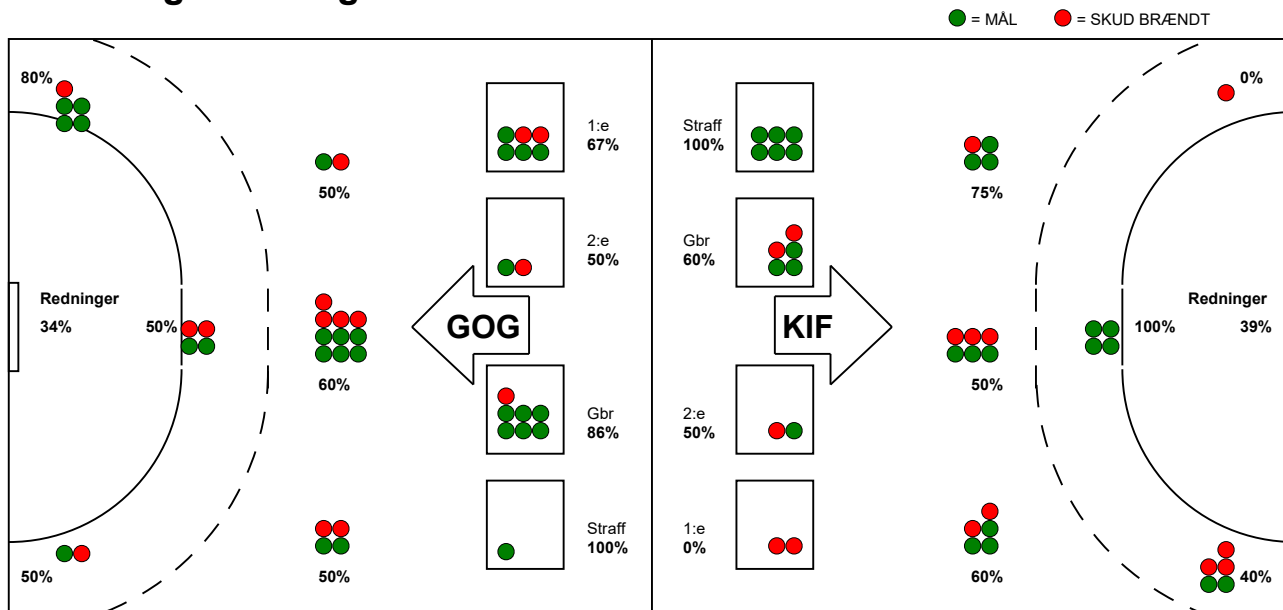 = MÅL = SKUD BRÆNDT
80% 0%
1:e Straff
67% 100%
50% 75%
2:e Gbr
50% 60%
Redninger Redninger
34% 50% GOG KIF 100% 39%
60% 50%
Gbr 2:e
86% 50%
Straff 1:e
100% 0%
50% 50% 60% 40%